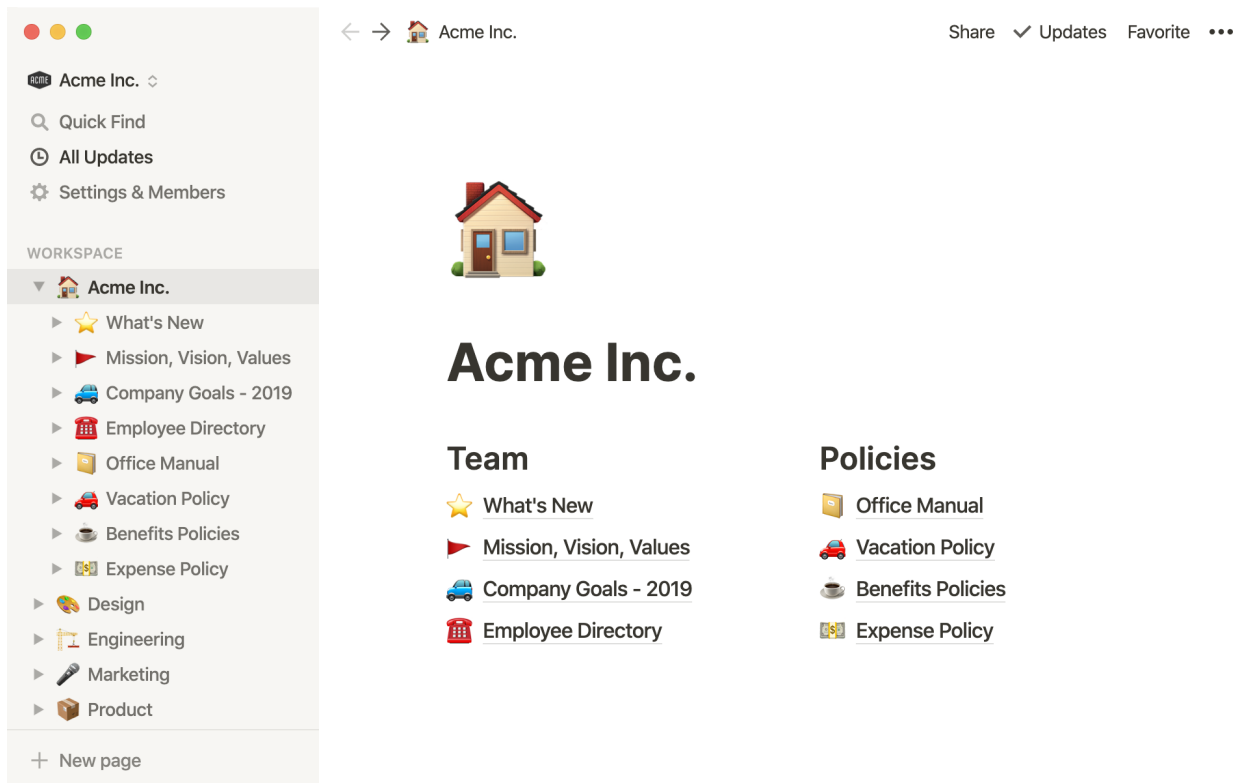 Acme Inc.
Share
Updates
Favorite
ACME
Acme Inc.
Quick Find
All Updates
Settings & Members
WORKSPACE
Acme Inc.
What's New
Mission, Vision, Values
Company Goals - 2019
Employee Directory
Office Manual
Vacation Policy
Benefits Policies
Expense Policy
Design
Engineering
Marketing
Product
New page
Acme Inc.
Team
What's New
Mission, Vision, Values
Company Goals - 2019
Employee Directory
Policies
Office Manual
Vacation Policy
Benefits Policies
Expense Policy